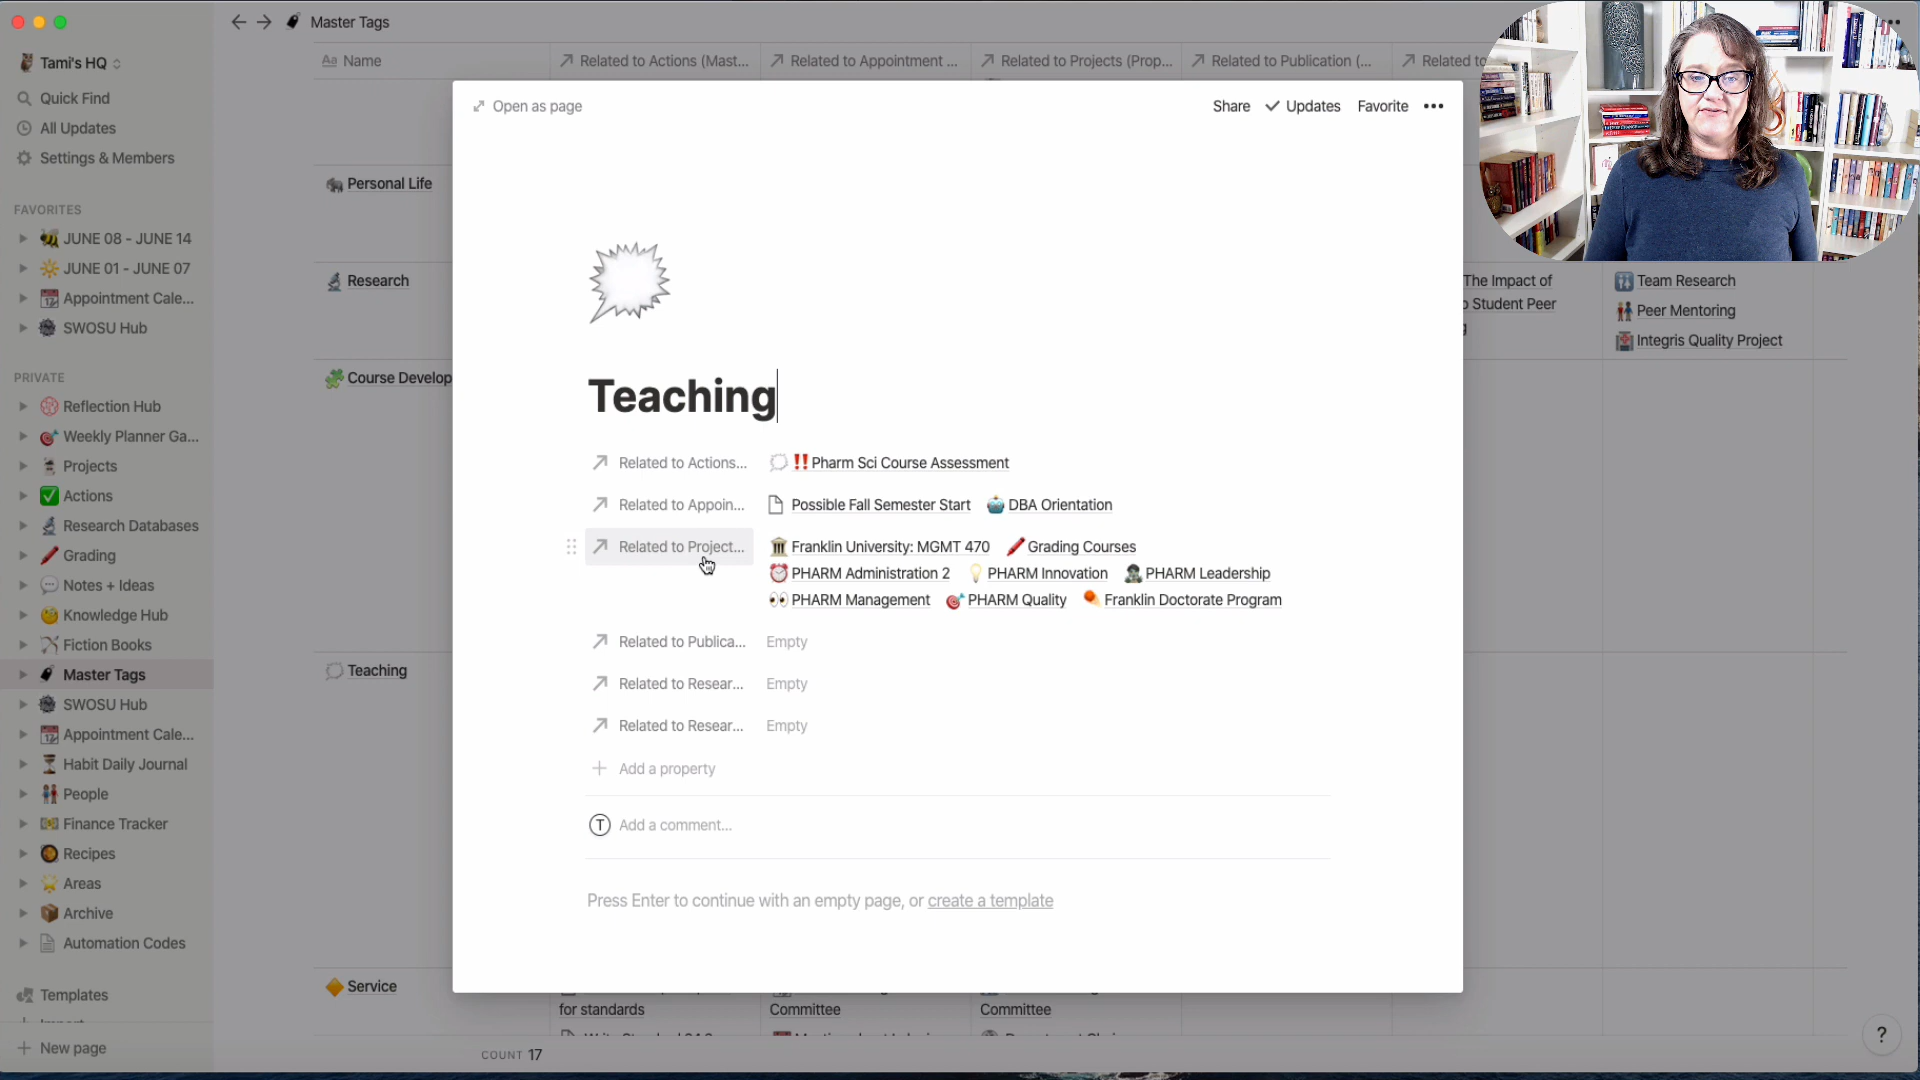 Master Tags
Tami's HQ
Quick Find
All Updates
Settings & Members
FAVORITES
JUNE 08 - JUNE 14
JUNE 01 - JUNE 07
Appointment Cale...
SWOSU Hub
PRIVATE
Reflection Hub
Weekly Planner Ga...
Projects
Actions
Research Databases
Grading
Notes + Ideas
Knowledge Hub
Fiction Books
Master Tags
SWOSU Hub
Appointment Cale...
Habit Daily Journal
People
Finance Tracker
Recipes
Areas
Archive
Automation Codes
Templates
Import
New page
Aa Name
Related to Actions (Mast...
Related to Appointment ...
Related to Projects (Prop...
Related to Publication (...
Related to
Personal Life
Research
Course Develop
Teaching
Service
The Impact of
o Student Peer
g
Team Research
Peer Mentoring
Integris Quality Project
Open as page
Share
Updates
Favorite
Teaching
Related to Actions...
Pharm Sci Course Assessment
Related to Appoin...
Possible Fall Semester Start DBA Orientation
Related to Project...
Franklin University: MGMT 470 Grading Courses
PHARM Administration 2 PHARM Innovation PHARM Leadership
PHARM Management PHARM Quality Franklin Doctorate Program
Related to Publica...
Empty
Related to Resear...
Empty
Related to Resear...
Empty
Add a property
T
Add a comment...
Press Enter to continue with an empty page, or create a template
for standards
Committee
Committee
COUNT 17
?